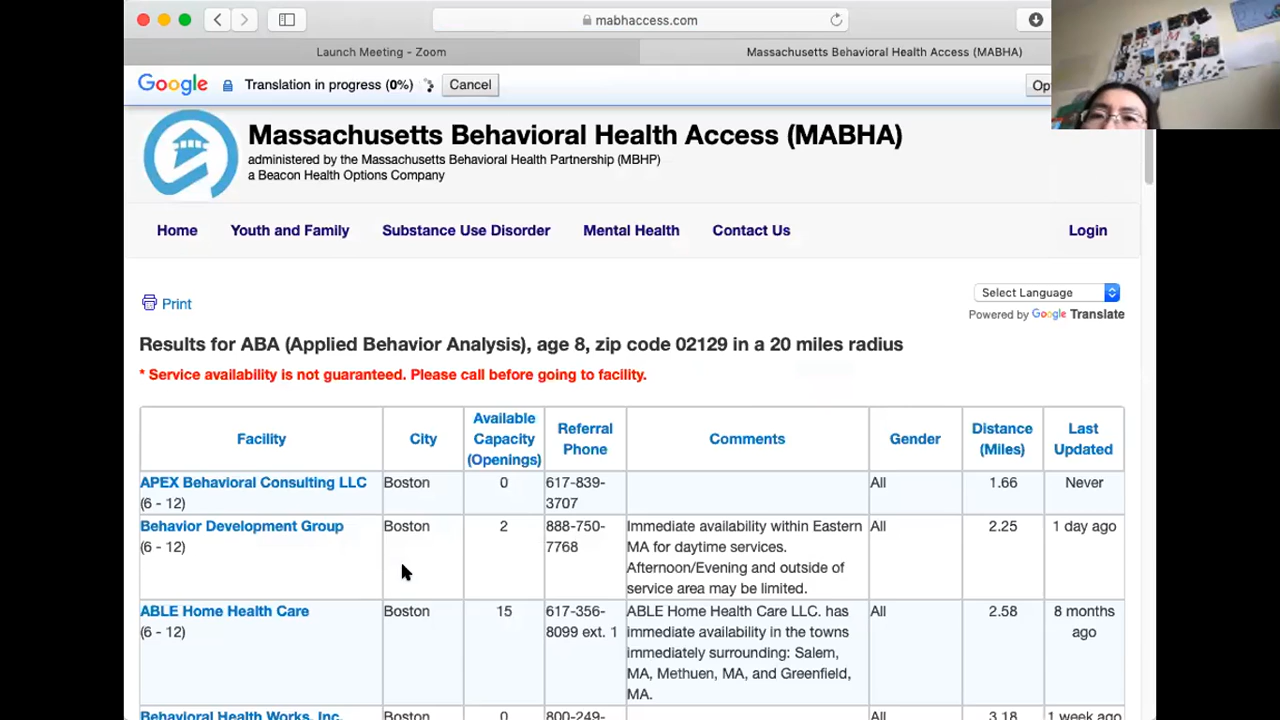 mabhaccess.com
Launch Meeting - Zoom
Massachusetts Behavioral Health Access (MABHA)
Google
Translation in progress (0%)
Cancel
Massachusetts Behavioral Health Access (MABHA)
administered by the Massachusetts Behavioral Health Partnership (MBHP)
a Beacon Health Options Company
Home Youth and Family Substance Use Disorder Mental Health Contact Us Login
Print
Select Language
Powered by Google Translate
Results for ABA (Applied Behavior Analysis), age 8, zip code 02129 in a 20 miles radius
* Service availability is not guaranteed. Please call before going to facility.
Facility
City
Available
Capacity
(Openings)
Referral
Phone
Comments
Gender
Distance
(Miles)
Last
Updated
APEX Behavioral Consulting LLC
(6 - 12)
Boston
0
617-839-
3707
All
1.66
Never
Behavior Development Group
(6 - 12)
Boston
2
888-750-
7768
Immediate availability within Eastern
MA for daytime services.
Afternoon/Evening and outside of
service area may be limited.
All
2.25
1 day ago
ABLE Home Health Care
(6 - 12)
Boston
15
617-356-
8099 ext. 1
ABLE Home Health Care LLC. has
immediate availability in the towns
immediately surrounding: Salem,
MA, Methuen, MA, and Greenfield,
MA.
All
2.58
8 months
ago
Behavioral Health Works, Inc.
Boston
0
800-249-
All
3.18
1 week ago